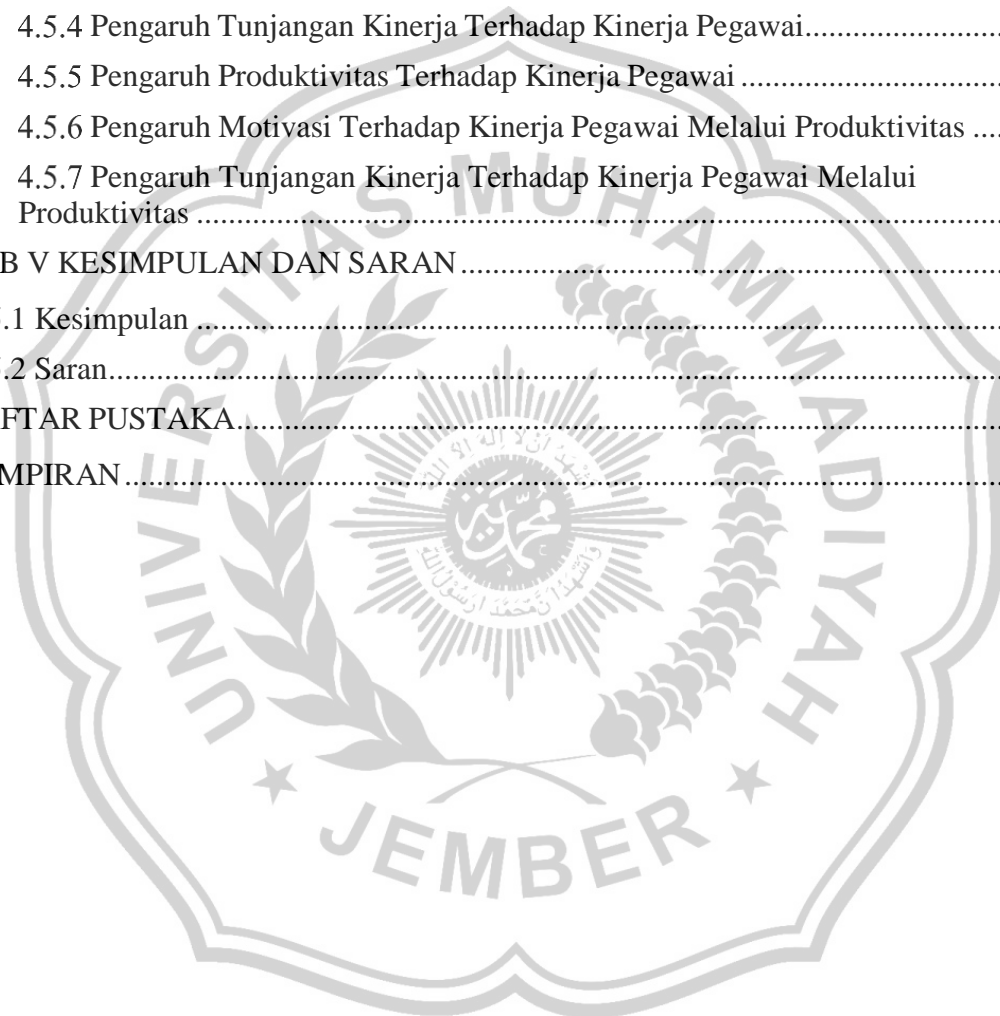 4.5.4 Pengaruh Tunjangan Kinerja Terhadap Kinerja Pegawai..........................
4.5.5 Pengaruh Produktivitas Terhadap Kinerja Pegawai..................................
4.5.6 Pengaruh Motivasi Terhadap Kinerja Pegawai Melalui Produktivitas ....
4.5.7 Pengaruh Tunjangan Kinerja Terhadap Kinerja Pegawai Melalui
Produktivitas ....................................................................................................
B V KESIMPULAN DAN SARAN....................................................................
.1 Kesimpulan ...................................................................................................
.2 Saran..............................................................................................................
FTAR PUSTAKA................................................................................................
MPIRAN..............................................................................................................
UNIVERSITAS MUHAMMADIYAH
JEMBER